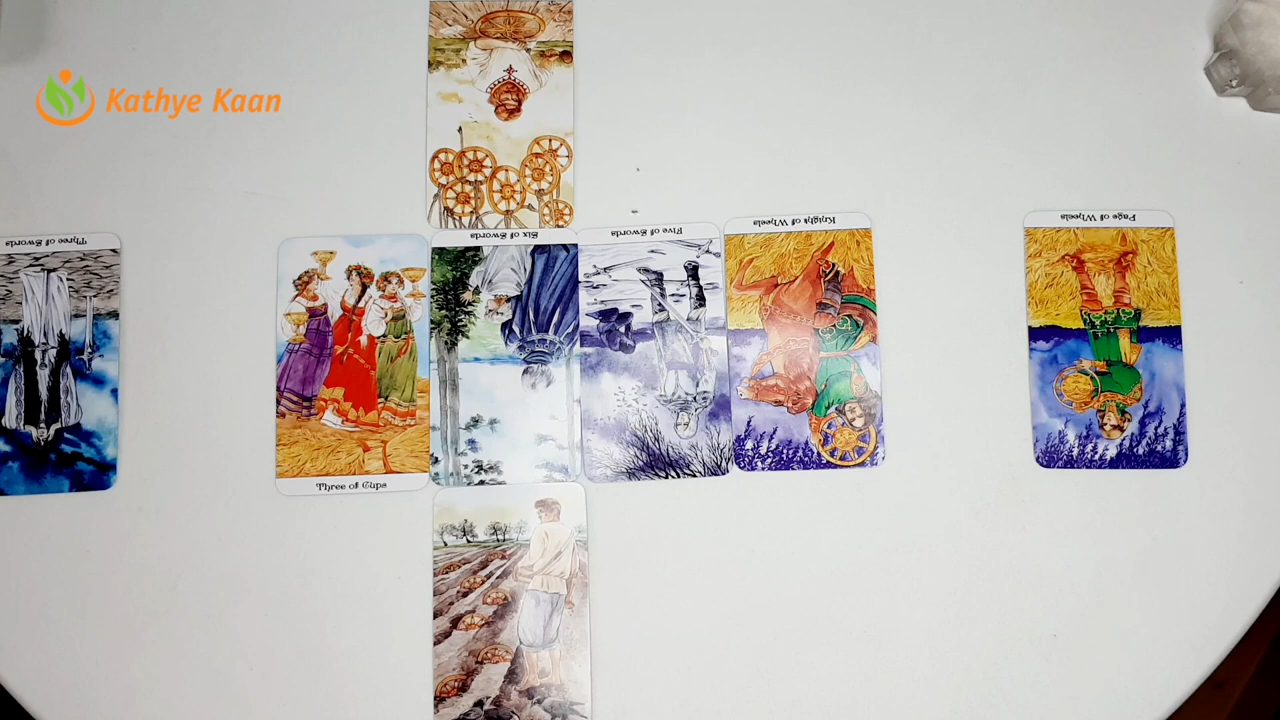 Kathye Kaan
Three of Swords
Three of Cups
Six of Swords
Five of Swords
Knight of Wheels
Page of Wheels